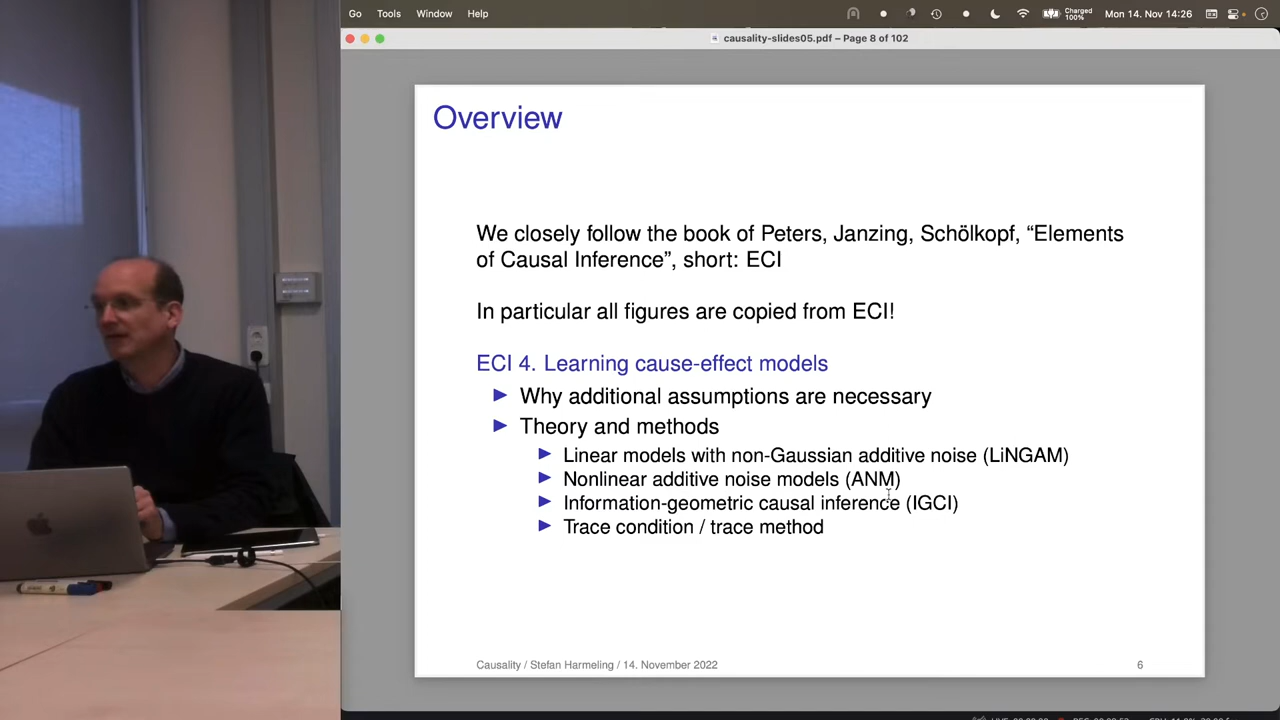 Go Tools Window Help
Charged
100%
Mon 14. Nov 14:26
causality-slides05.pdf – Page 8 of 102
Overview
We closely follow the book of Peters, Janzing, Schölkopf, “Elements
of Causal Inference”, short: ECI
In particular all figures are copied from ECI!
ECI 4. Learning cause-effect models
Why additional assumptions are necessary
Theory and methods
Linear models with non-Gaussian additive noise (LiNGAM)
Nonlinear additive noise models (ANM)
Information-geometric causal inference (IGCI)
Trace condition / trace method
Causality / Stefan Harmeling / 14. November 2022
6